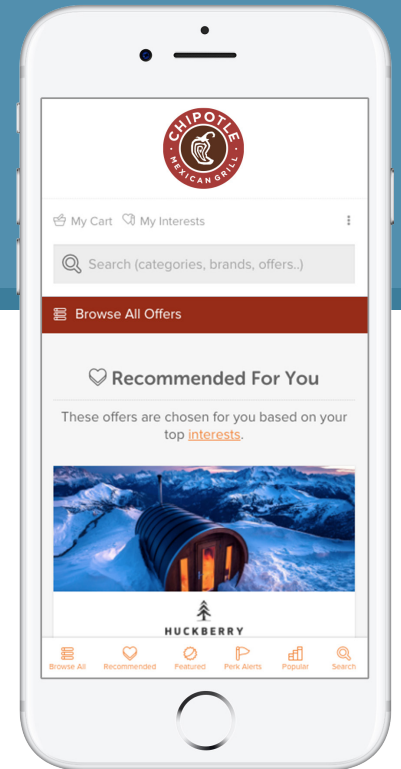 CHIPOTLE
MEXICAN GRILL
My Cart My Interests
Search (categories, brands, offers..)
Browse All Offers
Recommended For You
These offers are chosen for you based on your
top interests.
HUCKBERRY
Browse All Recommended Featured Perk Alerts Popular Search